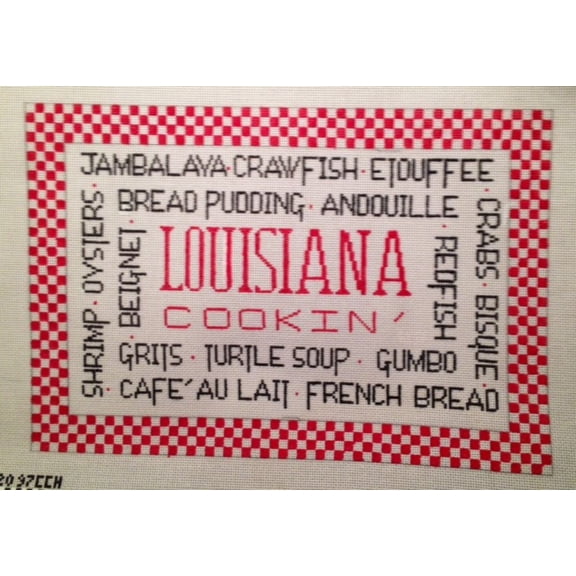 JAMBALAYA·CRAWFISH·ETOUFFEE
BREAD PUDDING·ANDOUILLE
CRABS·BISQUE
REDFISH
SHRIMP·OYSTERS
BEIGNET
LOUISIANA
COOKIN'
GRITS·TURTLE SOUP·GUMBO
CAFE´AU LAIT·FRENCH BREAD